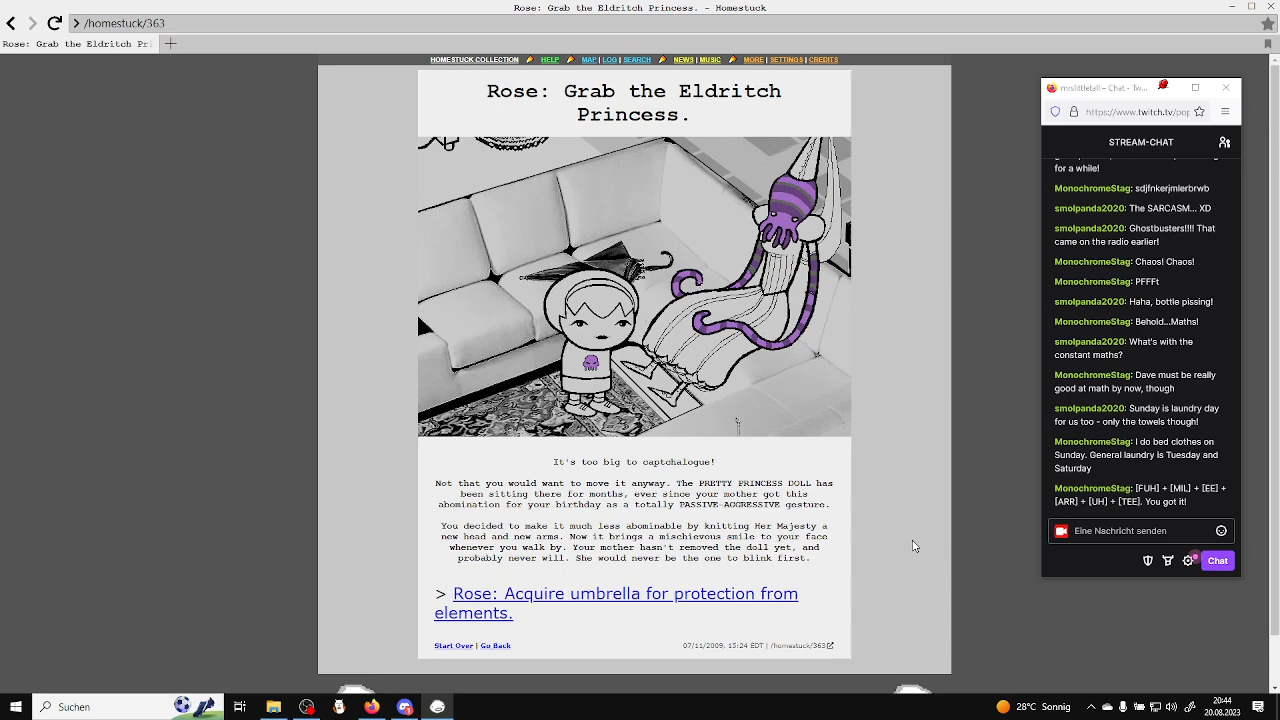 Rose: Grab the Eldritch Princess. - Homestuck
> /homestuck/363
Rose: Grab the Eldritch Pri
HOMESTUCK COLLECTION HELP MAP | LOG | SEARCH NEWS | MUSIC MORE | SETTINGS | CREDITS
Rose: Grab the Eldritch
Princess.
It's too big to captchalogue!
Not that you would want to move it anyway. The PRETTY PRINCESS DOLL has
been sitting there for months, ever since your mother got this
abomination for your birthday as a totally PASSIVE-AGGRESSIVE gesture.
You decided to make it much less abominable by knitting Her Majesty a
new head and new arms. Now it brings a mischievous smile to your face
whenever you walk by. Your mother hasn't removed the doll yet, and
probably never will. She would never be the one to blink first.
> Rose: Acquire umbrella for protection from
elements.
Start Over | Go Back
07/11/2009, 15:24 EDT | /homestuck/363
mrslittletall – Chat - Tw...
https://www.twitch.tv/pop
STREAM-CHAT
for a while!
MonochromeStag: sdjfnkerjmlerbrwb
smolpanda2020: The SARCASM... XD
smolpanda2020: Ghostbusters!!!! That
came on the radio earlier!
MonochromeStag: Chaos! Chaos!
MonochromeStag: PFFFt
smolpanda2020: Haha, bottle pissing!
MonochromeStag: Behold...Maths!
smolpanda2020: What's with the
constant maths?
MonochromeStag: Dave must be really
good at math by now, though
smolpanda2020: Sunday is laundry day
for us too - only the towels though!
MonochromeStag: I do bed clothes on
Sunday. General laundry is Tuesday and
Saturday
MonochromeStag: [FUH] + [MIL] + [EE] +
[ARR] + [UH] + [TEE]. You got it!
Eine Nachricht senden
Chat
Suchen
28°C Sonnig
20:44
20.08.2023